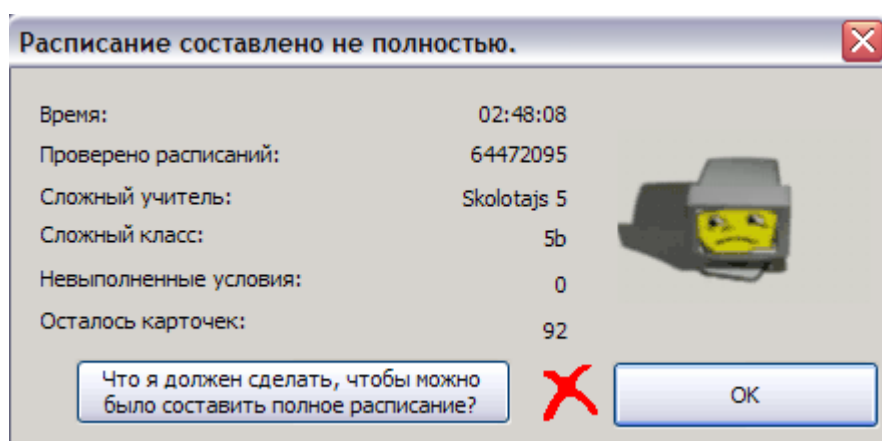 Расписание составлено не полностью.
Время: 02:48:08
Проверено расписаний: 64472095
Сложный учитель: Skolotajs 5
Сложный класс: 5b
Невыполненные условия: 0
Осталось карточек: 92
Что я должен сделать, чтобы можно
было составить полное расписание?
OK